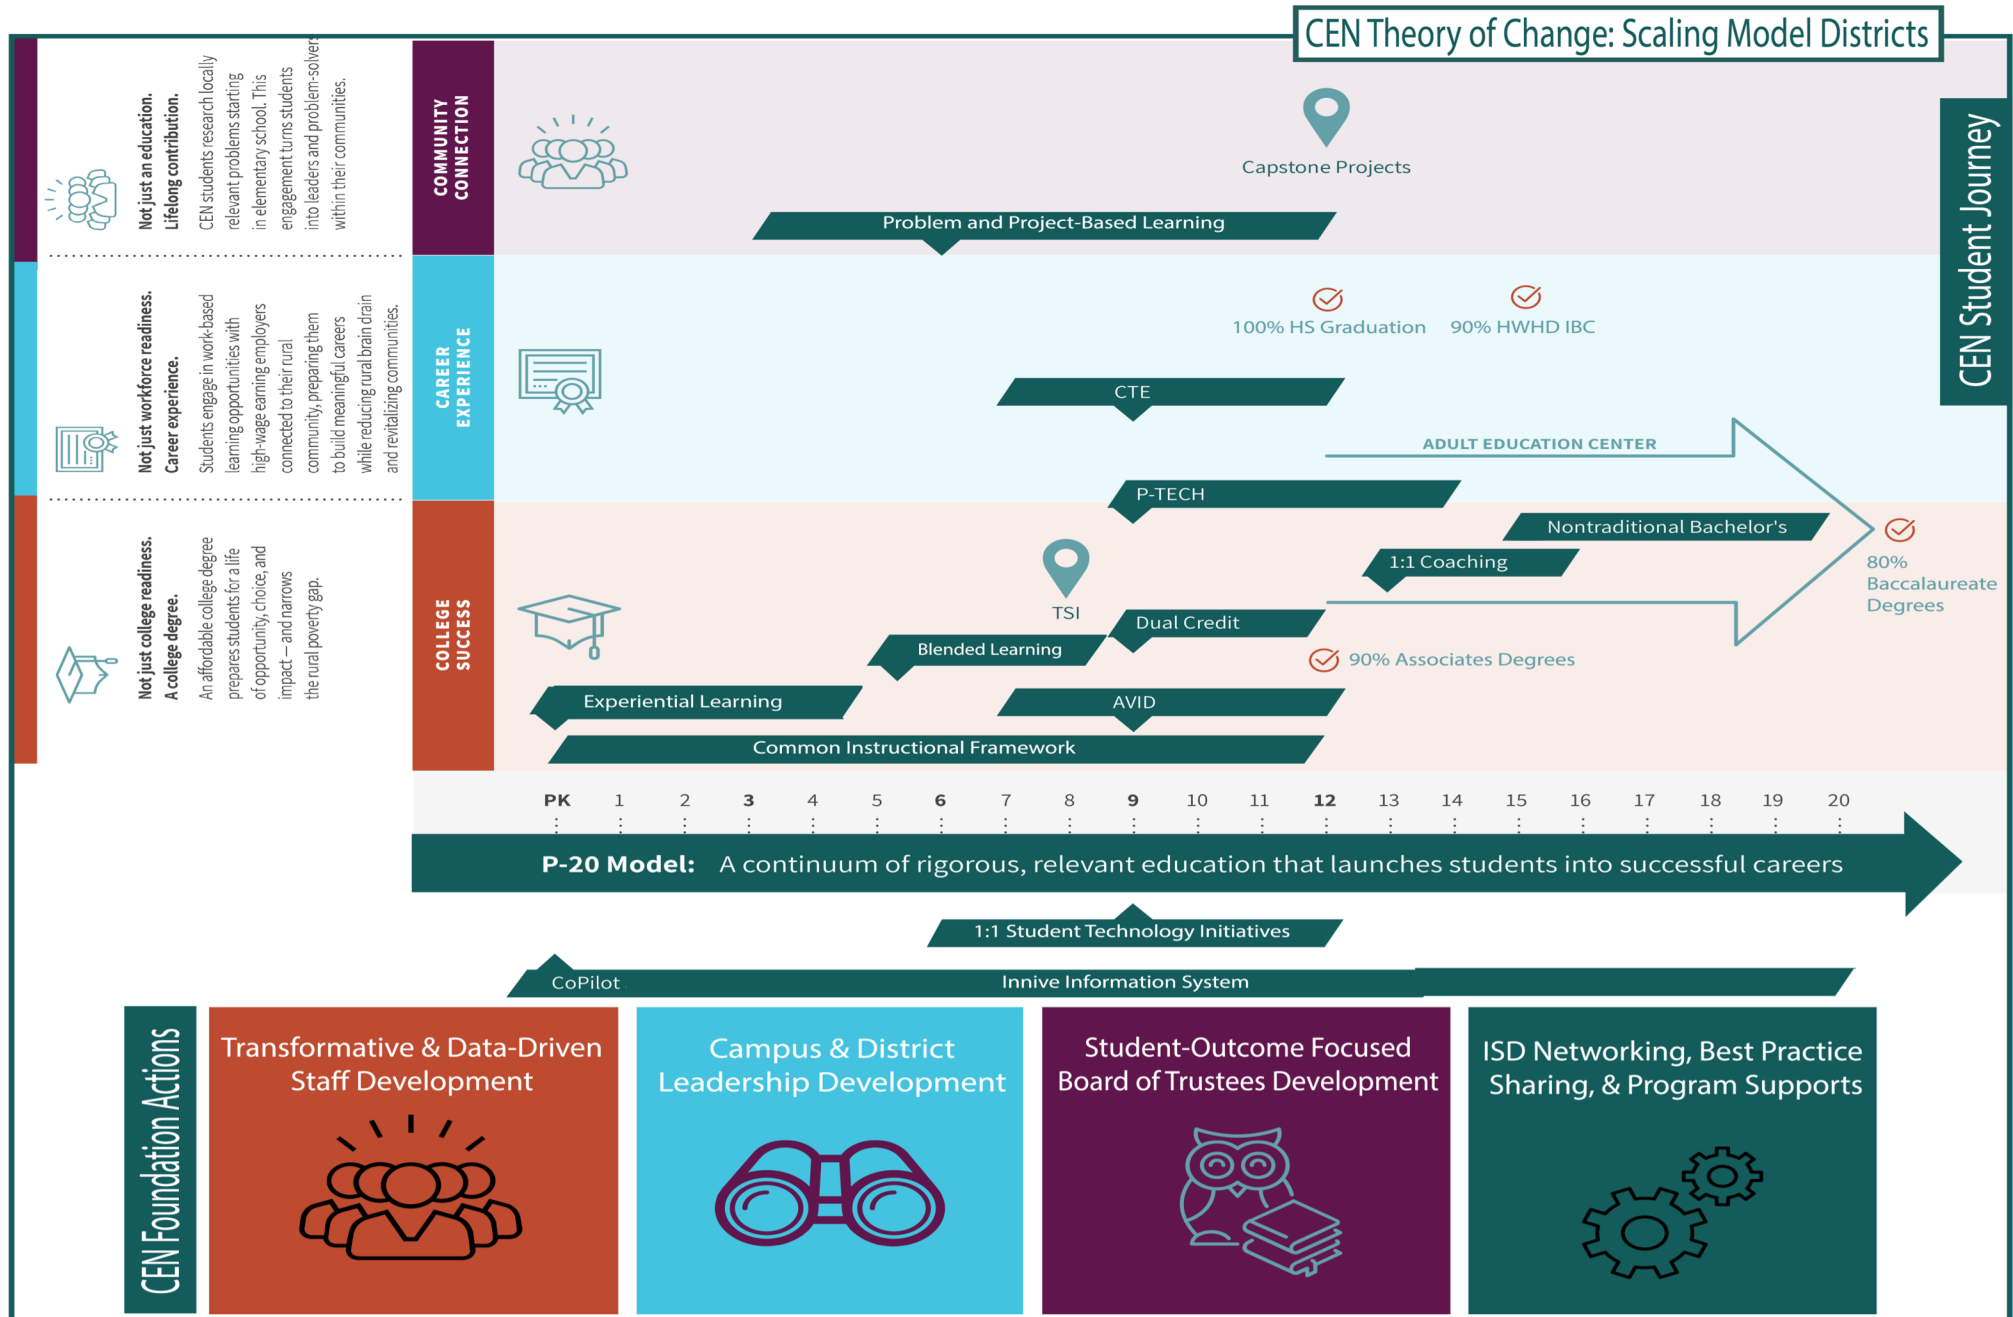 CEN Theory of Change: Scaling Model Districts
CEN Student Journey
Not just an education.
Lifelong contribution.
CEN students research locally
relevant problems starting
in elementary school. This
engagement turns students
into leaders and problem-solvers
within their communities.
COMMUNITY
CONNECTION
Capstone Projects
Problem and Project-Based Learning
Not just workforce readiness.
Career experience.
Students engage in work-based
learning opportunities with
high-wage earning employers
connected to their rural
community, preparing them
to build meaningful careers
while reducing rural brain drain
and revitalizing communities.
CAREER
EXPERIENCE
100% HS Graduation
90% HWHD IBC
CTE
ADULT EDUCATION CENTER
P-TECH
Not just college readiness.
A college degree.
An affordable college degree
prepares students for a life
of opportunity, choice, and
impact — and narrows
the rural poverty gap.
COLLEGE
SUCCESS
Nontraditional Bachelor's
1:1 Coaching
80%
Baccalaureate
Degrees
TSI
Dual Credit
Blended Learning
90% Associates Degrees
Experiential Learning
AVID
Common Instructional Framework
PK 1 2 3 4 5 6 7 8 9 10 11 12 13 14 15 16 17 18 19 20
P-20 Model: A continuum of rigorous, relevant education that launches students into successful careers
1:1 Student Technology Initiatives
CoPilot
Innive Information System
CEN Foundation Actions
Transformative & Data-Driven
Staff Development
Campus & District
Leadership Development
Student-Outcome Focused
Board of Trustees Development
ISD Networking, Best Practice
Sharing, & Program Supports